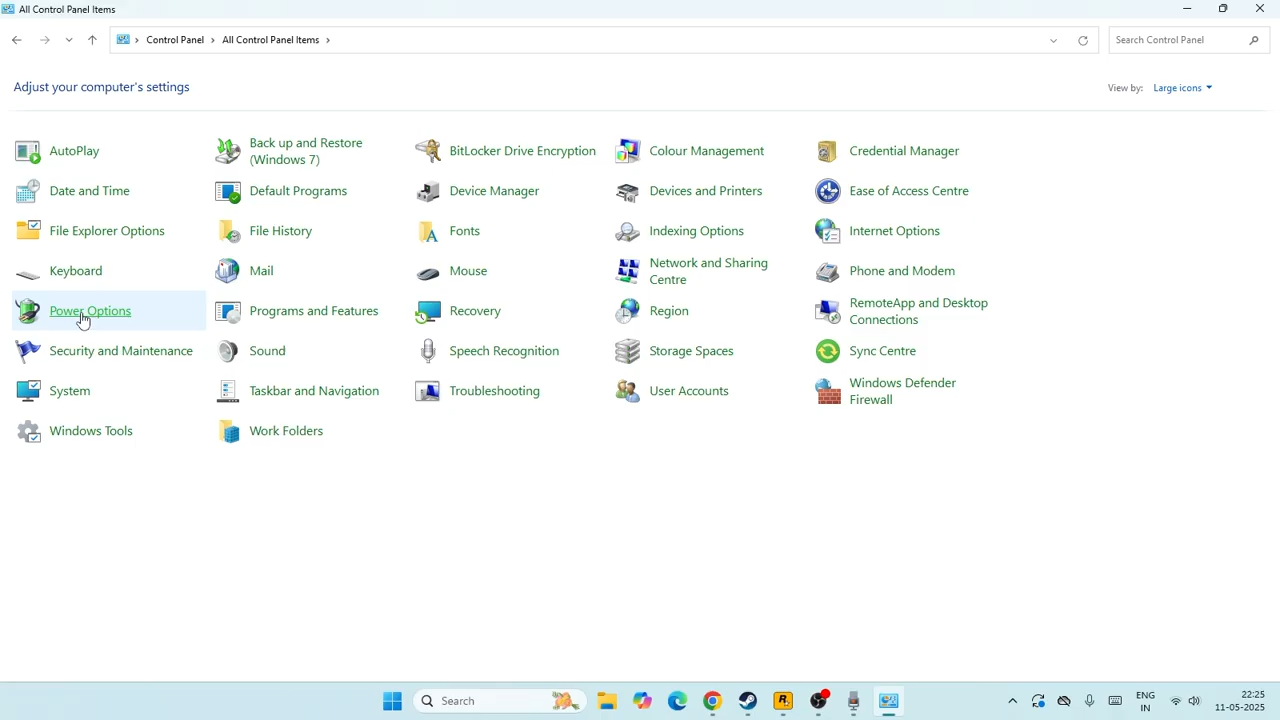 All Control Panel Items
Control Panel > All Control Panel Items >
Search Control Panel
Adjust your computer's settings
View by: Large icons
AutoPlay
Back up and Restore
(Windows 7)
BitLocker Drive Encryption
Colour Management
Credential Manager
Date and Time
Default Programs
Device Manager
Devices and Printers
Ease of Access Centre
File Explorer Options
File History
Fonts
Indexing Options
Internet Options
Keyboard
Mail
Mouse
Network and Sharing
Centre
Phone and Modem
Power Options
Programs and Features
Recovery
Region
RemoteApp and Desktop
Connections
Security and Maintenance
Sound
Speech Recognition
Storage Spaces
Sync Centre
System
Taskbar and Navigation
Troubleshooting
User Accounts
Windows Defender
Firewall
Windows Tools
Work Folders
Search
ENG
IN
22:25
11-05-2025